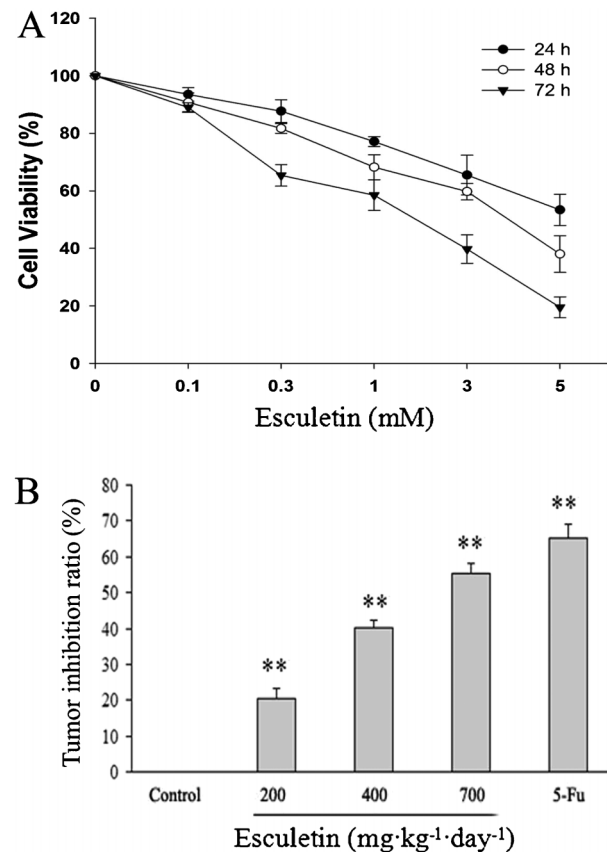 A
120
100
80
60
40
20
0
Cell Viability (%)
24 h
48 h
72 h
0 0.1 0.3 1 3 5
Esculetin (mM)
B
80
70
60
50
40
30
20
10
0
Tumor inhibition ratio (%)
** ** ** **
Control 200 400 700 5-Fu
Esculetin (mg·kg⁻¹·day⁻¹)